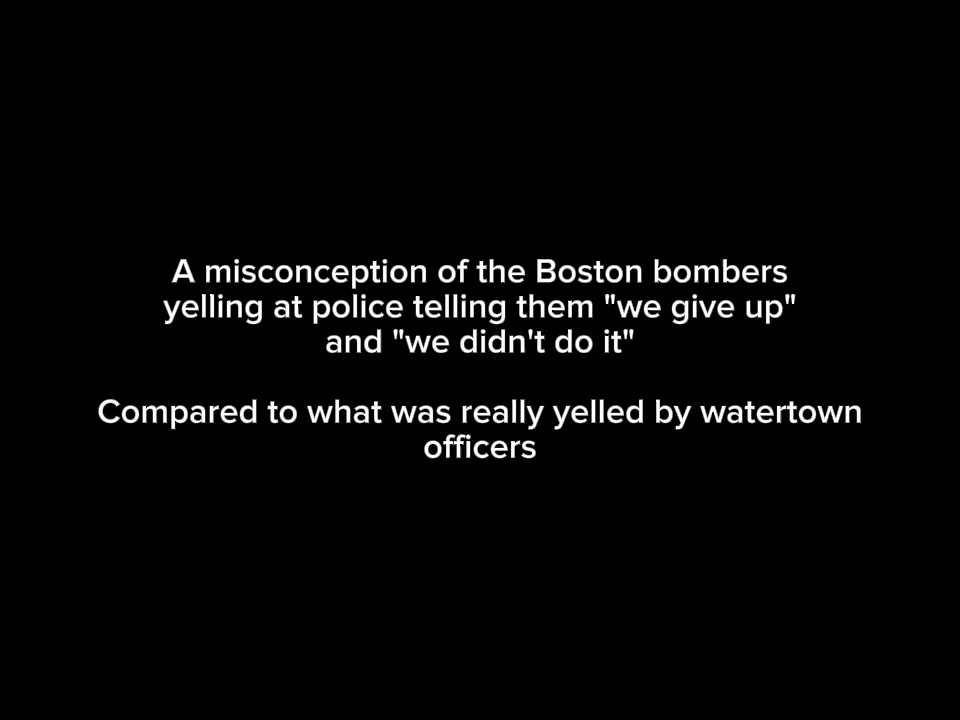 A misconception of the Boston bombers
yelling at police telling them "we give up"
and "we didn't do it"
Compared to what was really yelled by watertown
officers